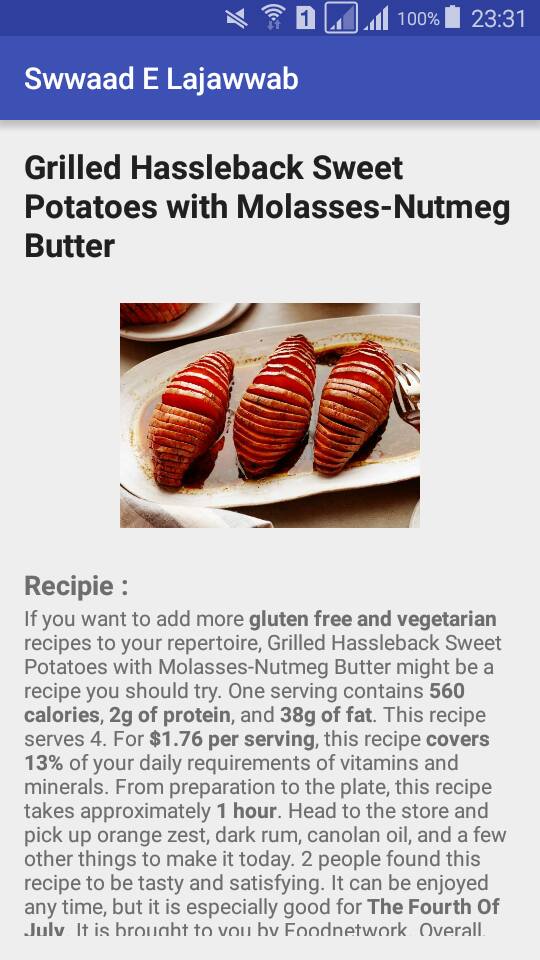 1
100%
23:31
Swwaad E Lajawwab
Grilled Hassleback Sweet
Potatoes with Molasses-Nutmeg
Butter
Recipie :
If you want to add more gluten free and vegetarian
recipes to your repertoire, Grilled Hassleback Sweet
Potatoes with Molasses-Nutmeg Butter might be a
recipe you should try. One serving contains 560
calories, 2g of protein, and 38g of fat. This recipe
serves 4. For $1.76 per serving, this recipe covers
13% of your daily requirements of vitamins and
minerals. From preparation to the plate, this recipe
takes approximately 1 hour. Head to the store and
pick up orange zest, dark rum, canolan oil, and a few
other things to make it today. 2 people found this
recipe to be tasty and satisfying. It can be enjoyed
any time, but it is especially good for The Fourth Of
July. It is brought to you by Foodnetwork. Overall,